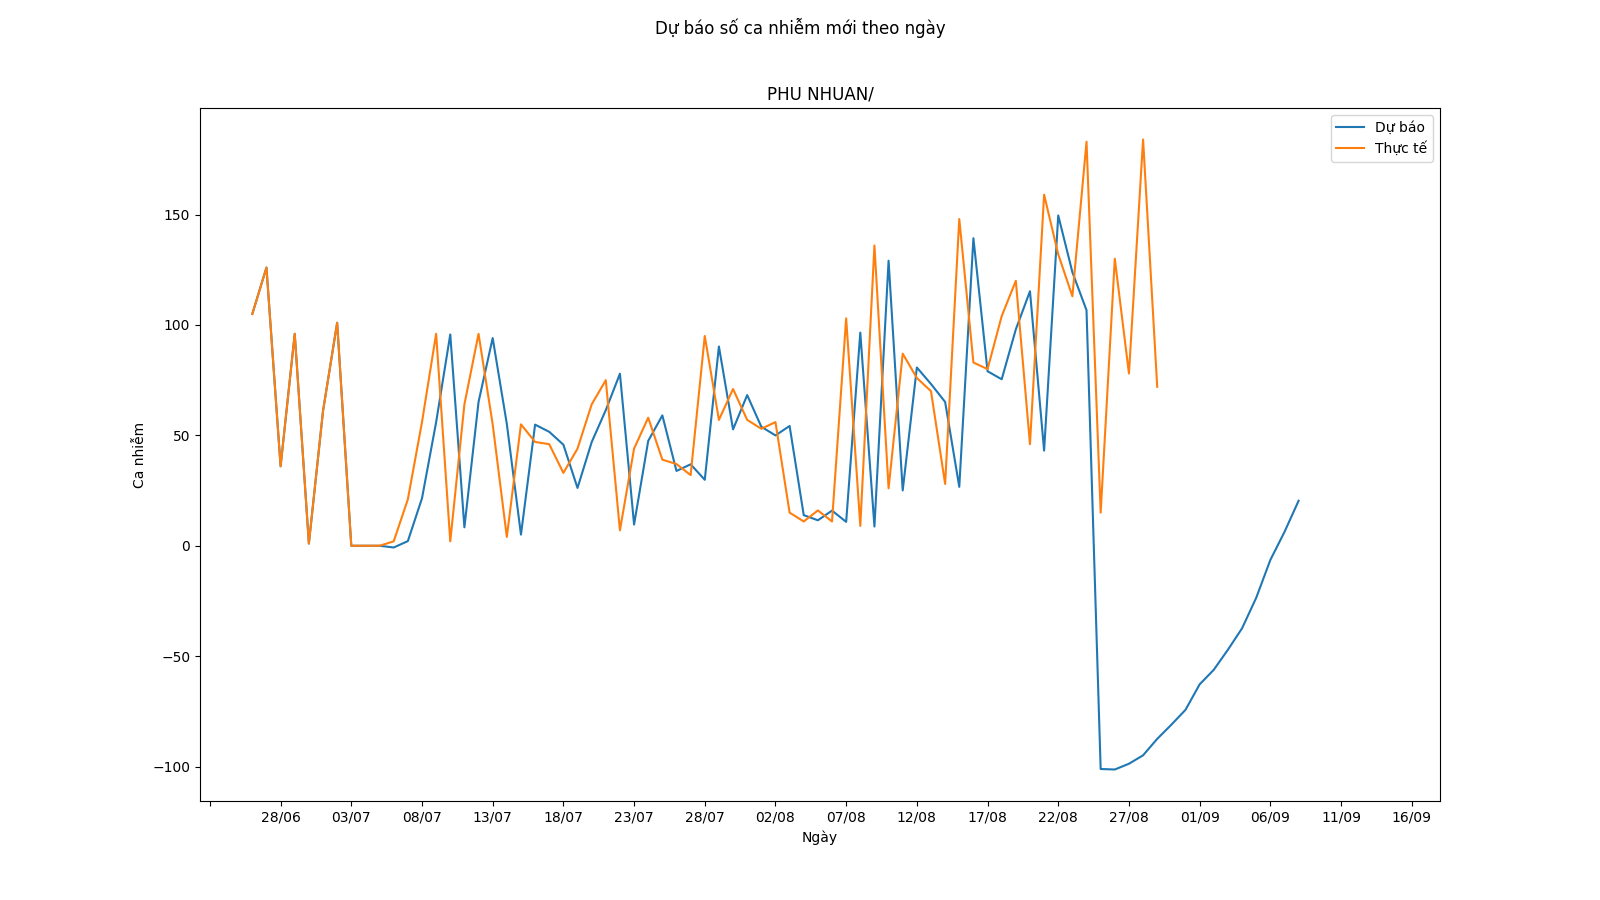 Dự báo số ca nhiễm mới theo ngày
PHU NHUAN/
Dự báo
Thực tế
150
100
50
0
−50
−100
Ca nhiễm
28/06 03/07 08/07 13/07 18/07 23/07 28/07 02/08 07/08 12/08 17/08 22/08 27/08 01/09 06/09 11/09 16/09
Ngày